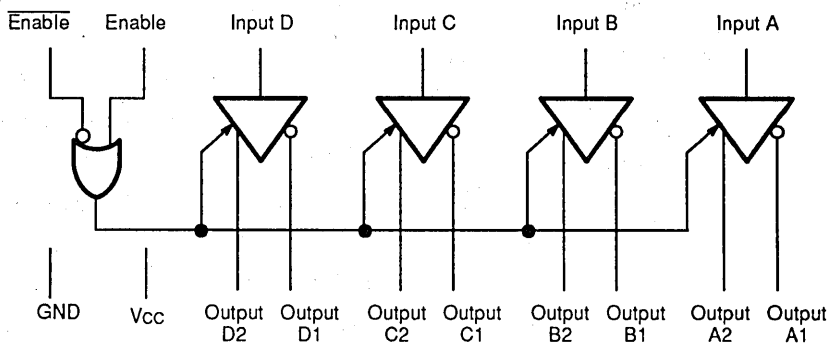 Enable Enable Input D Input C Input B Input A
GND VCC Output Output Output Output Output Output Output Output
D2 D1 C2 C1 B2 B1 A2 A1